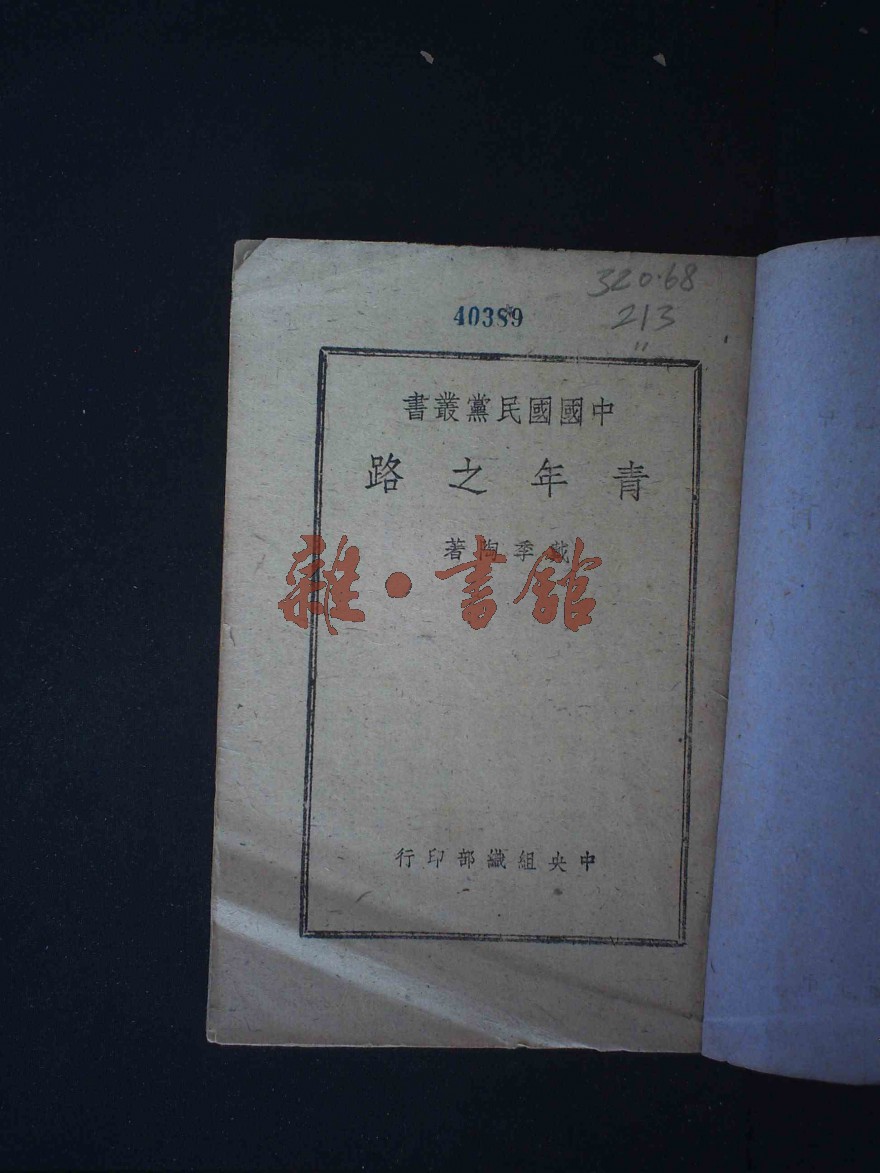 320.68
40389
213
"
中國國民黨叢書
青年之路
戴季陶著
雜·書館
中央組織部印行